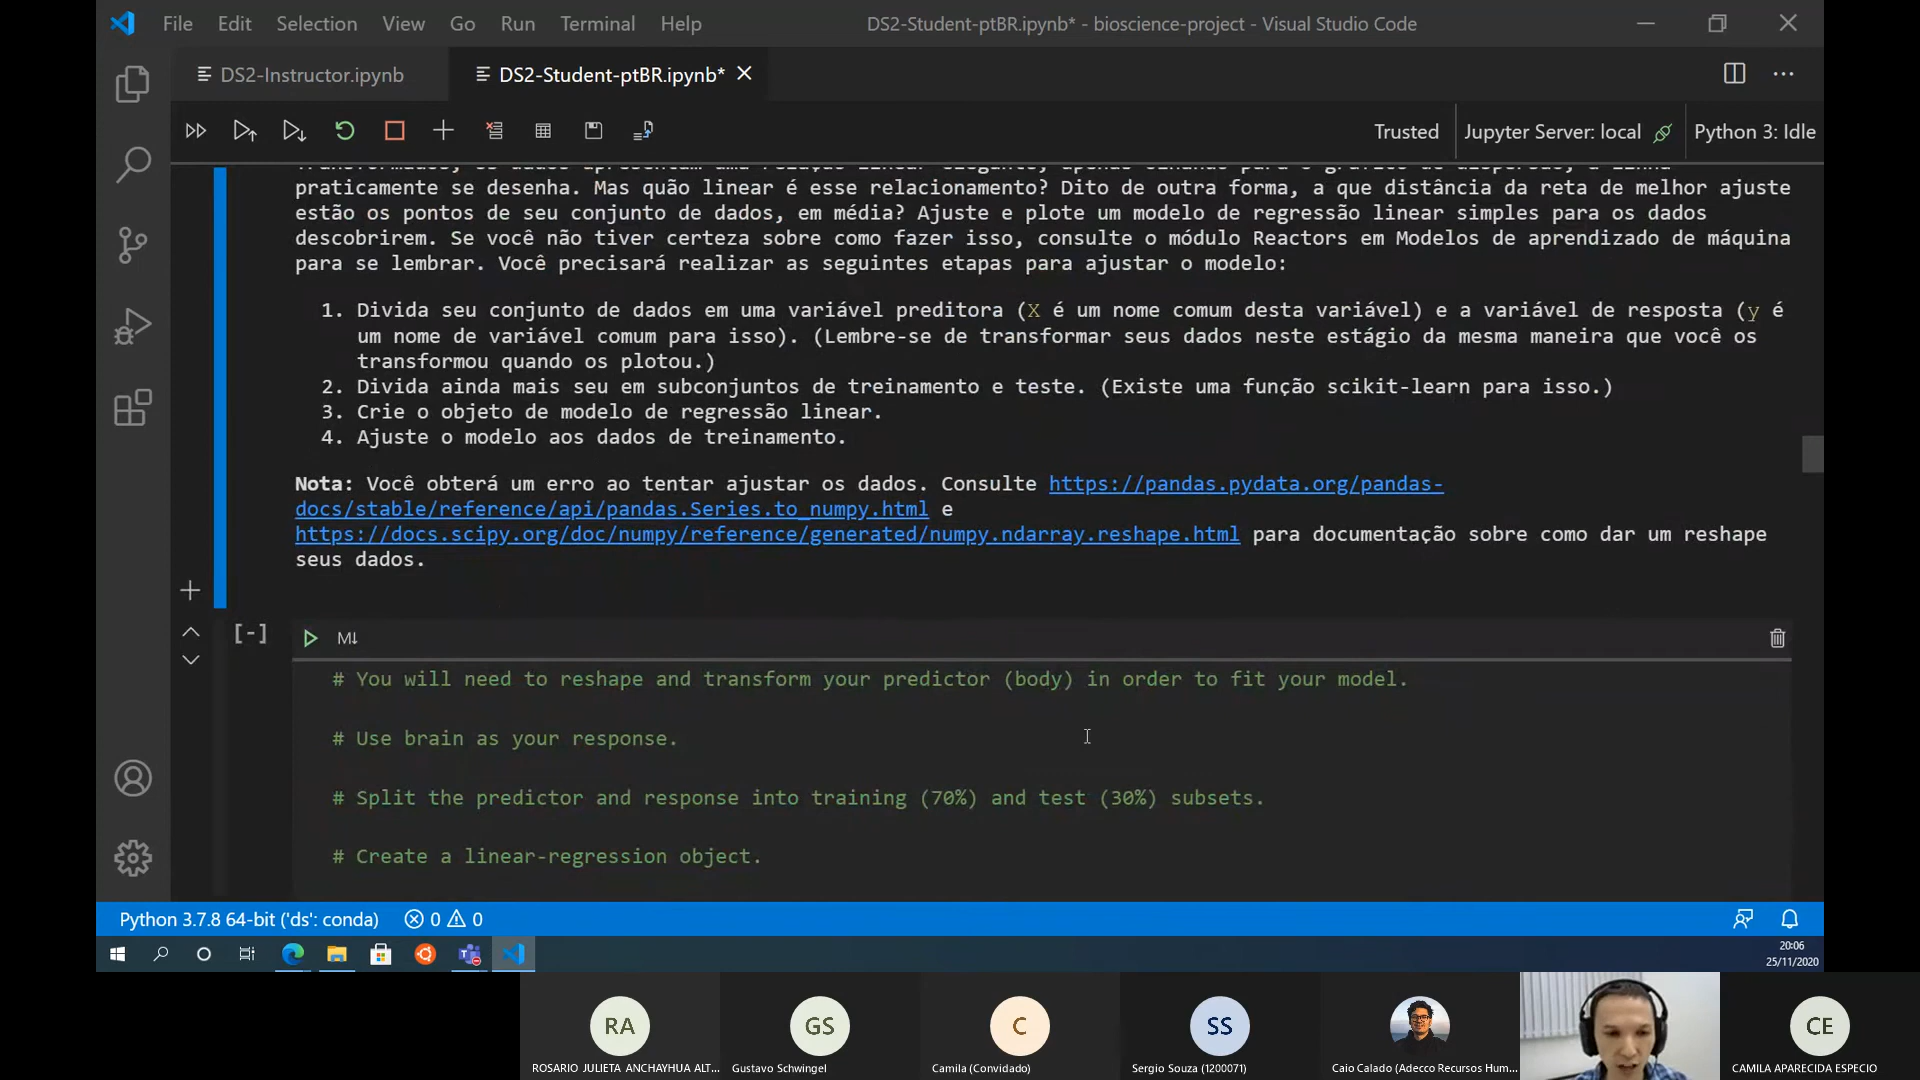 File Edit Selection View Go Run Terminal Help
DS2-Student-ptBR.ipynb* - bioscience-project - Visual Studio Code
DS2-Instructor.ipynb
DS2-Student-ptBR.ipynb*
Trusted
Jupyter Server: local
Python 3: Idle
praticamente se desenha. Mas quão linear é esse relacionamento? Dito de outra forma, a que distância da reta de melhor ajuste
estão os pontos de seu conjunto de dados, em média? Ajuste e plote um modelo de regressão linear simples para os dados
descobrirem. Se você não tiver certeza sobre como fazer isso, consulte o módulo Reactors em Modelos de aprendizado de máquina
para se lembrar. Você precisará realizar as seguintes etapas para ajustar o modelo:
1. Divida seu conjunto de dados em uma variável preditora (X é um nome comum desta variável) e a variável de resposta (y é
um nome de variável comum para isso). (Lembre-se de transformar seus dados neste estágio da mesma maneira que você os
transformou quando os plotou.)
2. Divida ainda mais seu em subconjuntos de treinamento e teste. (Existe uma função scikit-learn para isso.)
3. Crie o objeto de modelo de regressão linear.
4. Ajuste o modelo aos dados de treinamento.
Nota: Você obterá um erro ao tentar ajustar os dados. Consulte https://pandas.pydata.org/pandas-
docs/stable/reference/api/pandas.Series.to_numpy.html e
https://docs.scipy.org/doc/numpy/reference/generated/numpy.ndarray.reshape.html para documentação sobre como dar um reshape
seus dados.
[-]
M↓
# You will need to reshape and transform your predictor (body) in order to fit your model.
# Use brain as your response.
# Split the predictor and response into training (70%) and test (30%) subsets.
# Create a linear-regression object.
Python 3.7.8 64-bit ('ds': conda)
0
0
20:06
25/11/2020
RA
GS
C
SS
CE
ROSARIO JULIETA ANCHAYHUA ALT...
Gustavo Schwingel
Camila (Convidado)
Sergio Souza (1200071)
Caio Calado (Adecco Recursos Hum...
CAMILA APARECIDA ESPECIO